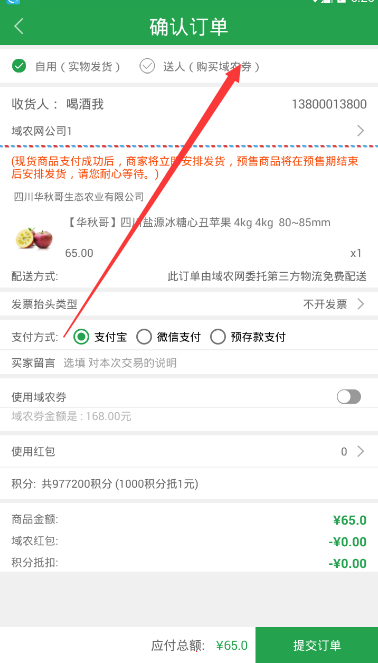 确认订单
自用（实物发货）
送人（购买域农券）
收货人： 喝酒我 13800013800
域农网公司1
(现货商品支付成功后，商家将立即安排发货，预售商品将在预售期结束
后安排发货，请您耐心等待。)
四川华秋哥生态农业有限公司
【华秋哥】四川盐源冰糖心丑苹果 4kg 4kg 80~85mm
65.00 x1
配送方式: 此订单由域农网委托第三方物流免费配送
发票抬头类型 不开发票
支付方式: 支付宝 微信支付 预存款支付
买家留言 选填 对本次交易的说明
使用域农券
域农券金额是 : 168.00元
使用红包 0
积分: 共977200积分 (1000积分抵1元)
商品金额: ¥65.0
域农红包: -¥0.00
积分抵扣: -¥0.00
应付总额: ¥65.0 提交订单